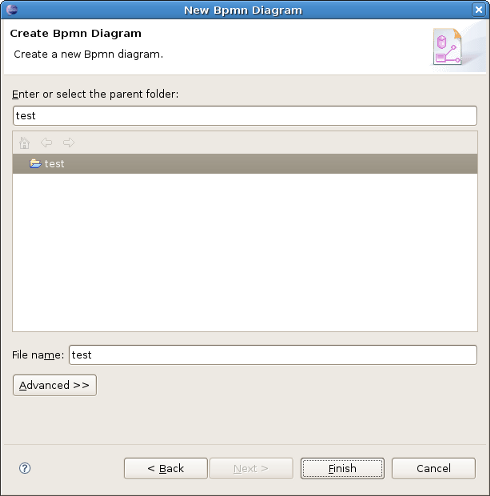 New Bpmn Diagram
Create Bpmn Diagram
Create a new Bpmn diagram.
Enter or select the parent folder:
test
test
File name: test
Advanced >>
? < Back Next > Finish Cancel